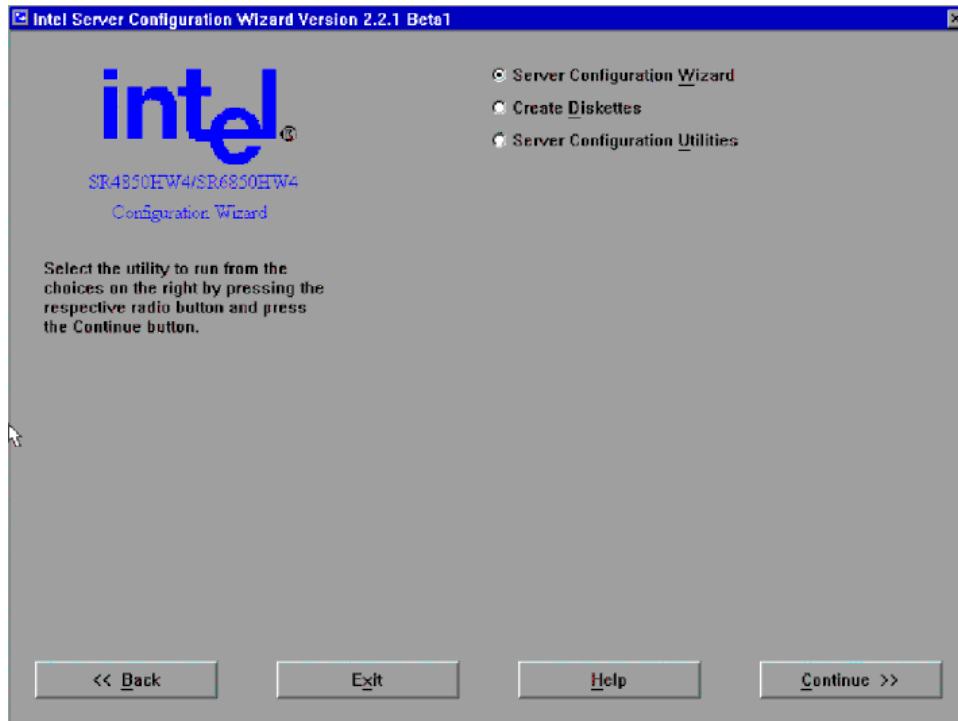 Intel Server Configuration Wizard Version 2.2.1 Beta1
intel®
SR4850HW4/SR6850HW4
Configuration Wizard
Select the utility to run from the
choices on the right by pressing the
respective radio button and press
the Continue button.
Server Configuration Wizard
Create Diskettes
Server Configuration Utilities
<< Back
Exit
Help
Continue >>